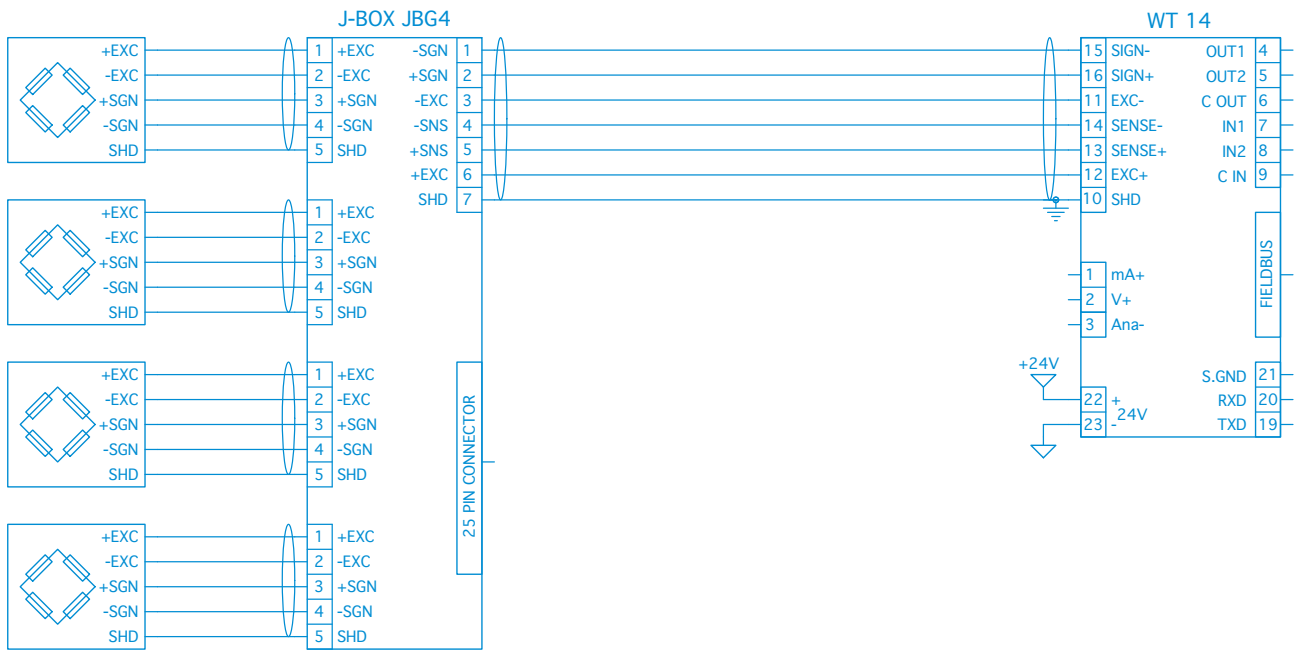 J-BOX JBG4
WT 14
+EXC 1 +EXC -SGN 1 15 SIGN- OUT1 4
-EXC 2 -EXC +SGN 2 16 SIGN+ OUT2 5
+SGN 3 +SGN -EXC 3 11 EXC- C OUT 6
-SGN 4 -SGN -SNS 4 14 SENSE- IN1 7
SHD 5 SHD +SNS 5 13 SENSE+ IN2 8
+EXC 6 12 EXC+ C IN 9
SHD 7 10 SHD
+EXC 1 +EXC
-EXC 2 -EXC
+SGN 3 +SGN
-SGN 4 -SGN
SHD 5 SHD
1 mA+
2 V+
3 Ana-
FIELDBUS
+24V
+EXC 1 +EXC
-EXC 2 -EXC
+SGN 3 +SGN
-SGN 4 -SGN
SHD 5 SHD
25 PIN CONNECTOR
S.GND 21
22 + RXD 20
24V
23 - TXD 19
+EXC 1 +EXC
-EXC 2 -EXC
+SGN 3 +SGN
-SGN 4 -SGN
SHD 5 SHD